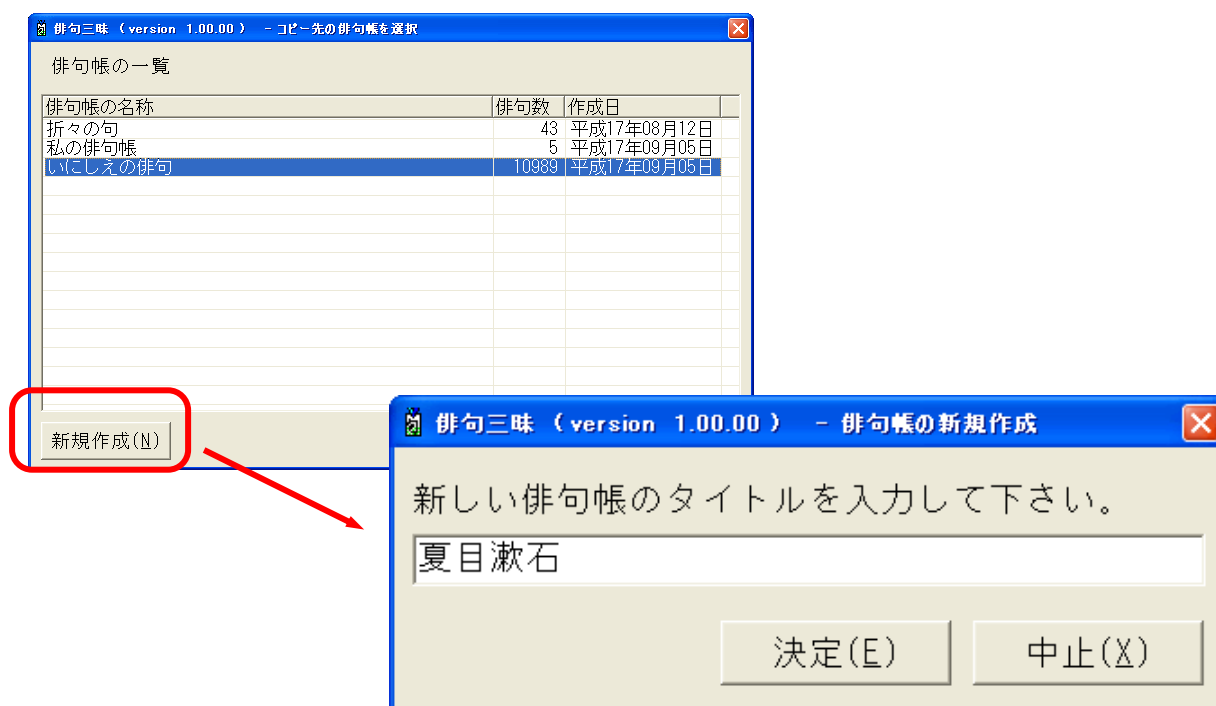 俳句三昧 ( version 1.00.00 ) - コピー先の俳句帳を選択
俳句帳の一覧
俳句帳の名称 俳句数 作成日
折々の句 43 平成17年08月12日
私の俳句帳 5 平成17年09月05日
いにしえの俳句 10989 平成17年09月05日
新規作成(N)
俳句三昧 ( version 1.00.00 ) - 俳句帳の新規作成
新しい俳句帳のタイトルを入力して下さい。
夏目漱石
決定(E) 中止(X)